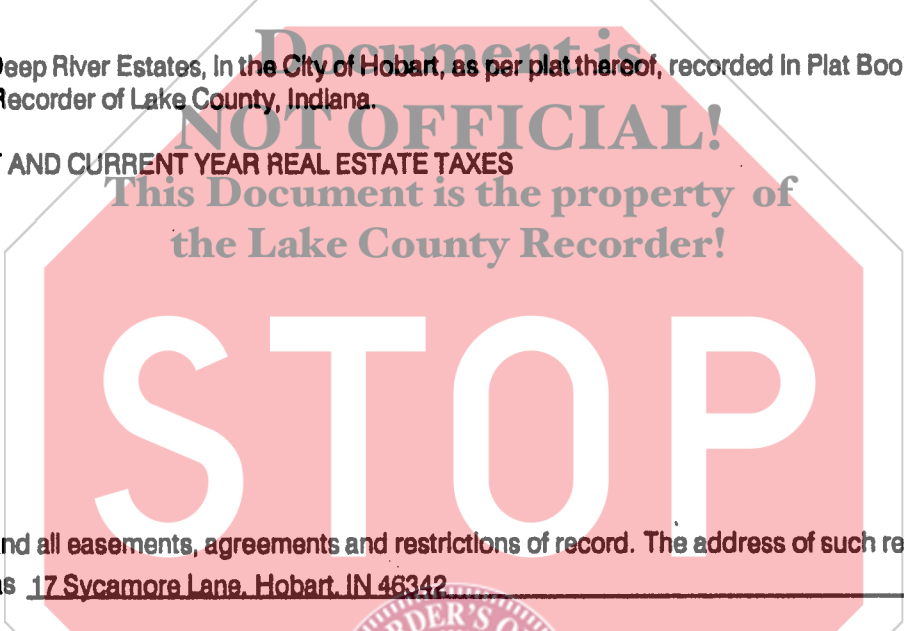 Document is
eep River Estates, in the City of Hobart, as per plat thereof, recorded in Plat Boo
Recorder of Lake County, Indiana.
NOT OFFICIAL!
AND CURRENT YEAR REAL ESTATE TAXES
This Document is the property of
the Lake County Recorder!
STOP
nd all easements, agreements and restrictions of record. The address of such re
s 17 Sycamore Lane, Hobart, IN 46342
RDER'S O